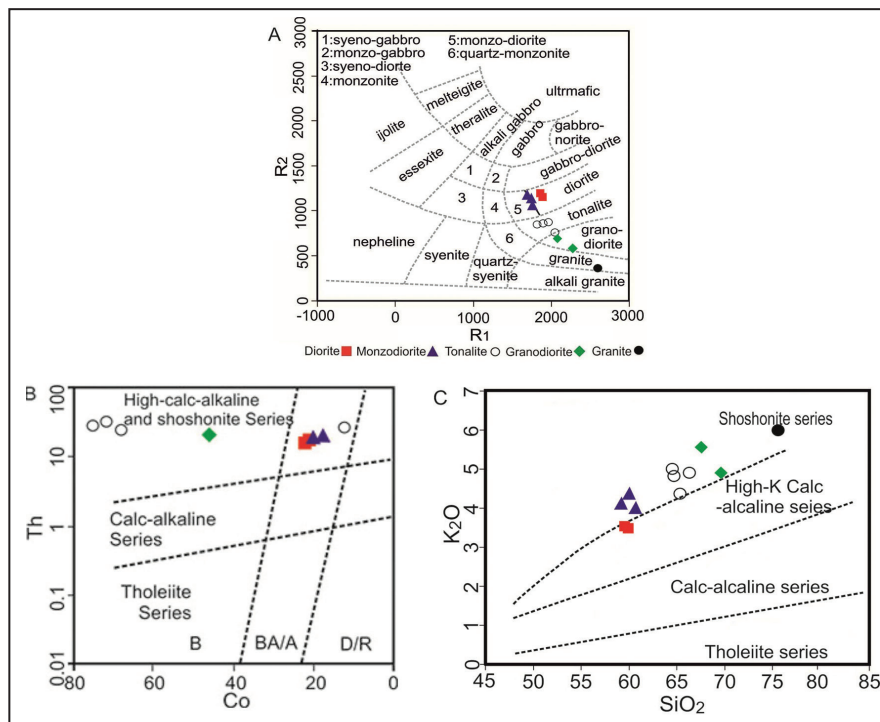 A
1:syeno-gabbro
2:monzo-gabbro
3:syeno-diorte
4:monzonite
5:monzo-diorite
6:quartz-monzonite
3000
2500
2000
1500
1000
500
0
R2
melteigite
ultrmafic
ijolite
theralite
alkali gabbro
gabbro
gabbro-
norite
essexite
1
2
gabbro-diorite
3
4
5
diorite
tonalite
6
grano-
diorite
nepheline
syenite
quartz-
syenite
granite
alkali granite
-1000
0
1000
2000
3000
R1
Diorite Monzodiorite Tonalite Granodiorite Granite
B
High-calc-alkaline
and shoshonite Series
Calc-alkaline
Series
Tholeiite
Series
B
BA/A
D/R
Th
100
10
1
0.1
0.01
80
60
40
20
0
Co
C
Shoshonite series
High-K Calc
-alcaline seies
Calc-alcaline series
Tholeiite series
K2O
7
6
5
4
3
2
1
0
45
50
55
60
65
70
75
80
85
SiO2